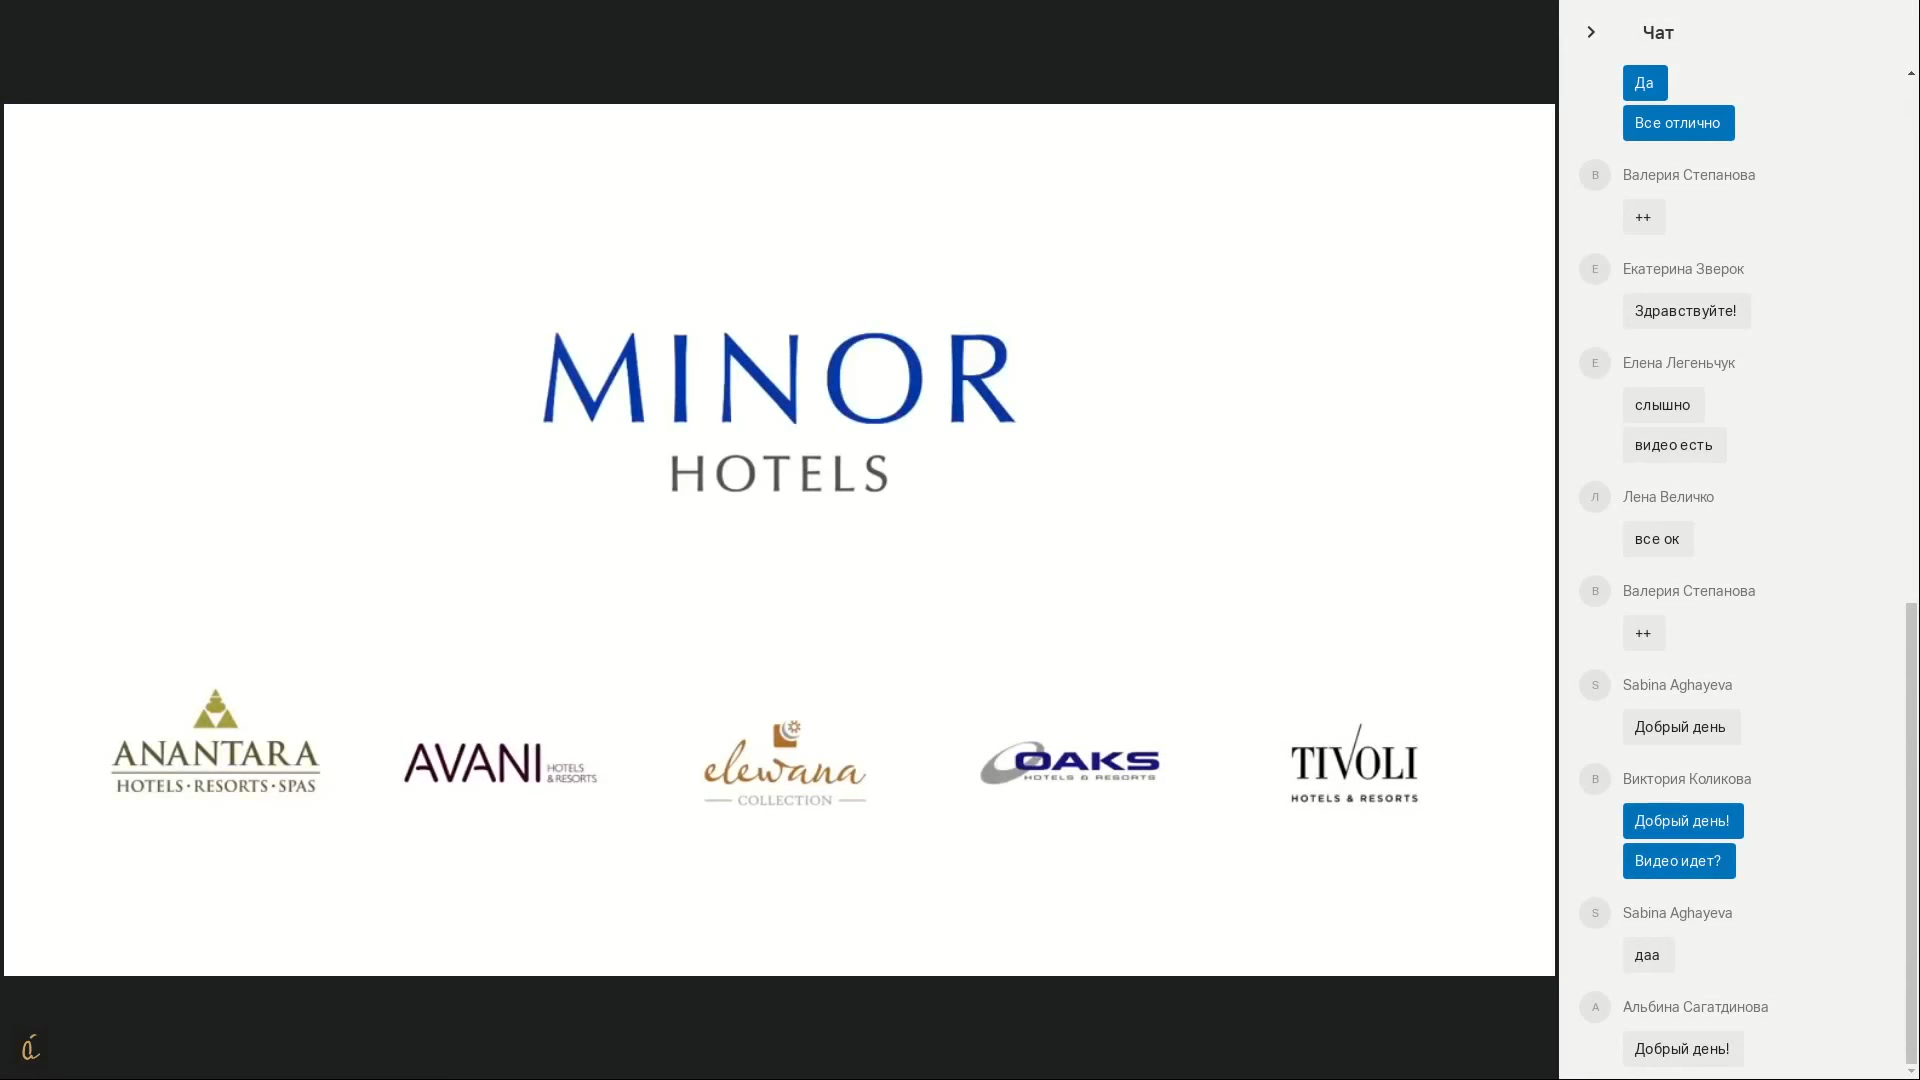 MINOR
HOTELS
ANANTARA
HOTELS·RESORTS·SPAS
AVANI HOTELS & RESORTS
elewana
COLLECTION
OAKS
HOTELS & RESORTS
TIVOLI
HOTELS & RESORTS
á
Чат
Да
Все отлично
В Валерия Степанова
++
Е Екатерина Зверок
Здравствуйте!
Е Елена Легеньчук
слышно
видео есть
Л Лена Величко
все ок
В Валерия Степанова
++
S Sabina Aghayeva
Добрый день
В Виктория Коликова
Добрый день!
Видео идет?
S Sabina Aghayeva
даа
А Альбина Сагатдинова
Добрый день!